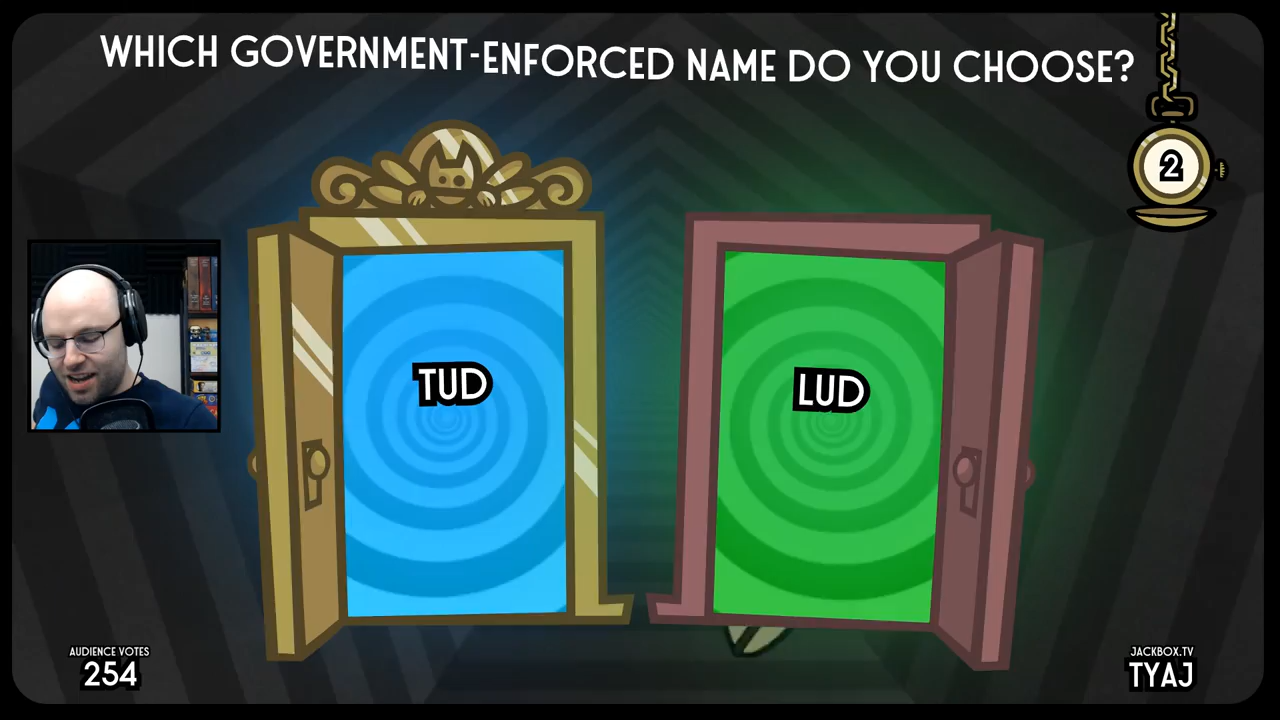 WHICH GOVERNMENT-ENFORCED NAME DO YOU CHOOSE?
2
TUD
LUD
AUDIENCE VOTES
254
JACKBOX.TV
TYAJ